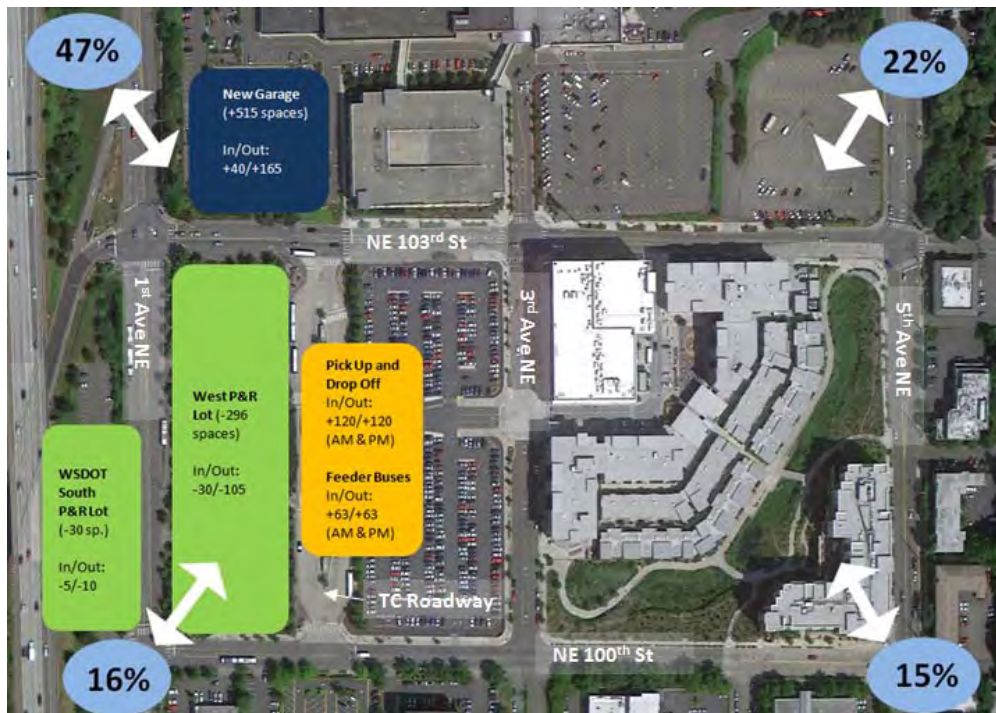 47%
22%
New Garage
(+515 spaces)
In/Out:
+40/+165
NE 103rd St
1st Ave NE
3rd Ave NE
5th Ave NE
West P&R
Lot (-296
spaces)
In/Out:
-30/-105
Pick Up and
Drop Off
In/Out:
+120/+120
(AM & PM)
Feeder Buses
In/Out:
+63/+63
(AM & PM)
WSDOT
South
P&R Lot
(-30 sp.)
In/Out:
-5/-10
TC Roadway
NE 100th St
16%
15%